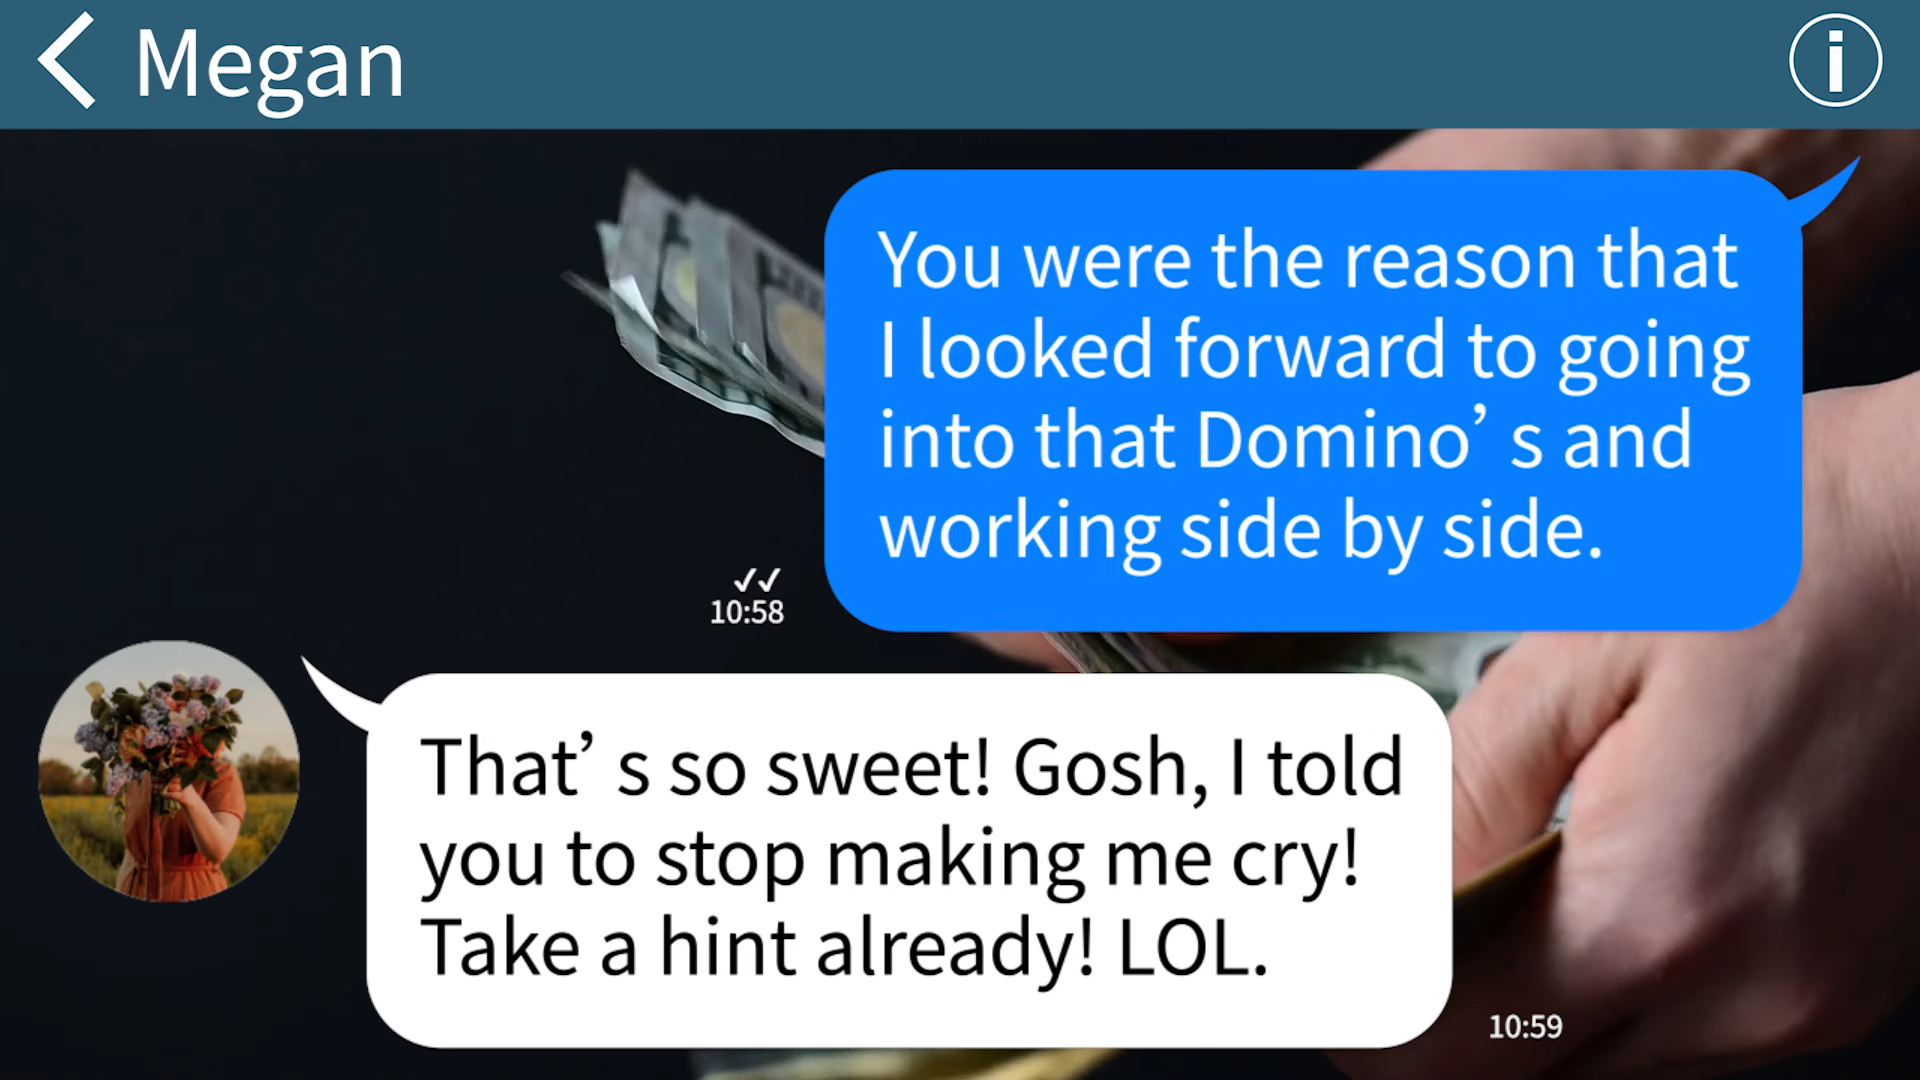 Megan
You were the reason that
I looked forward to going
into that Domino’s and
working side by side.
10:58
That’s so sweet! Gosh, I told
you to stop making me cry!
Take a hint already! LOL.
10:59